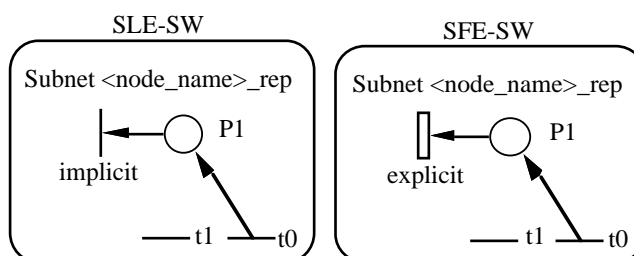 SLE-SW
Subnet <node_name>_rep
P1
implicit
t1
t0
SFE-SW
Subnet <node_name>_rep
P1
explicit
t1
t0